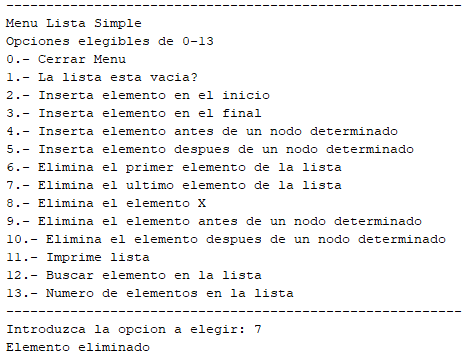 ----------------------------------------------------------
Menu Lista Simple
Opciones elegibles de 0-13
0.- Cerrar Menu
1.- La lista esta vacia?
2.- Inserta elemento en el inicio
3.- Inserta elemento en el final
4.- Inserta elemento antes de un nodo determinado
5.- Inserta elemento despues de un nodo determinado
6.- Elimina el primer elemento de la lista
7.- Elimina el ultimo elemento de la lista
8.- Elimina el elemento X
9.- Elimina el elemento antes de un nodo determinado
10.- Elimina el elemento despues de un nodo determinado
11.- Imprime lista
12.- Buscar elemento en la lista
13.- Numero de elementos en la lista
----------------------------------------------------------
Introduzca la opcion a elegir: 7
Elemento eliminado